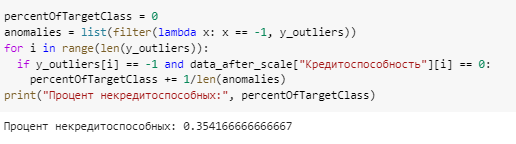 percentOfTargetClass = 0
anomalies = list(filter(lambda x: x == -1, y_outliers))
for i in range(len(y_outliers)):
  if y_outliers[i] == -1 and data_after_scale["Кредитоспособность"][i] == 0:
    percentOfTargetClass += 1/len(anomalies)
print("Процент некредитоспособных:", percentOfTargetClass)
Процент некредитоспособных: 0.354166666666667